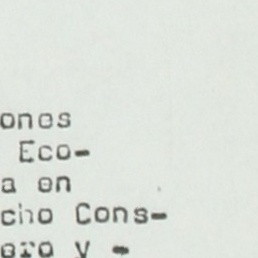 ones
Eco-
a en
cho Cons-
ero y -